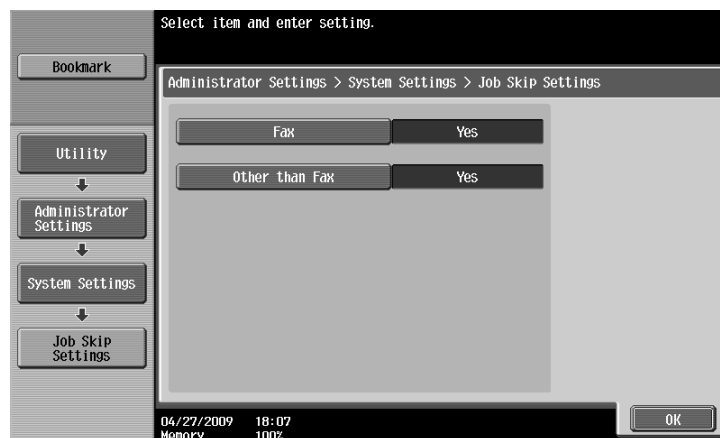 Select item and enter setting.
Bookmark
Administrator Settings > System Settings > Job Skip Settings
Fax Yes
Other than Fax Yes
Utility
Administrator
Settings
System Settings
Job Skip
Settings
04/27/2009 18:07
Memory 100%
OK